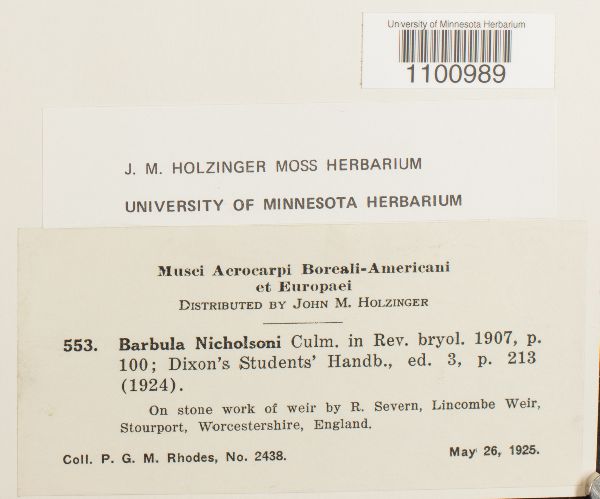 University of Minnesota Herbarium
1100989
J. M. HOLZINGER MOSS HERBARIUM
UNIVERSITY OF MINNESOTA HERBARIUM
Musci Acrocarpi Boreali-Americani
et Europaei
DISTRIBUTED BY JOHN M. HOLZINGER
553. Barbula Nicholsoni Culm. in Rev. bryol. 1907, p.
100; Dixon's Students' Handb., ed. 3, p. 213
(1924).
On stone work of weir by R. Severn, Lincombe Weir,
Stourport, Worcestershire, England.
Coll. P. G. M. Rhodes, No. 2438. May 26, 1925.